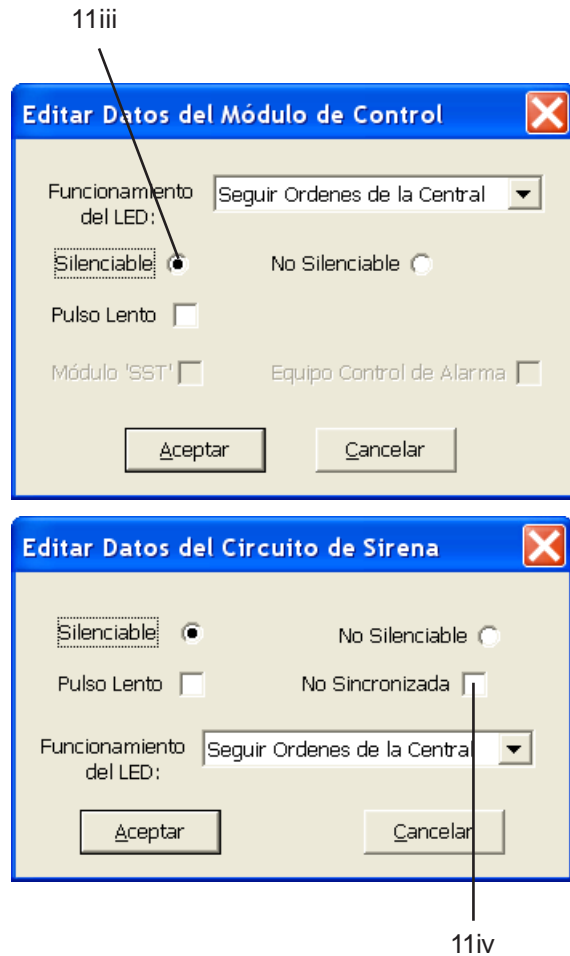 11iii
Editar Datos del Módulo de Control
Funcionamiento
del LED:
Seguir Ordenes de la Central
Silenciable
No Silenciable
Pulso Lento
Módulo 'SST'
Equipo Control de Alarma
Aceptar
Cancelar
Editar Datos del Circuito de Sirena
Silenciable
No Silenciable
Pulso Lento
No Sincronizada
Funcionamiento
del LED:
Seguir Ordenes de la Central
Aceptar
Cancelar
11iv